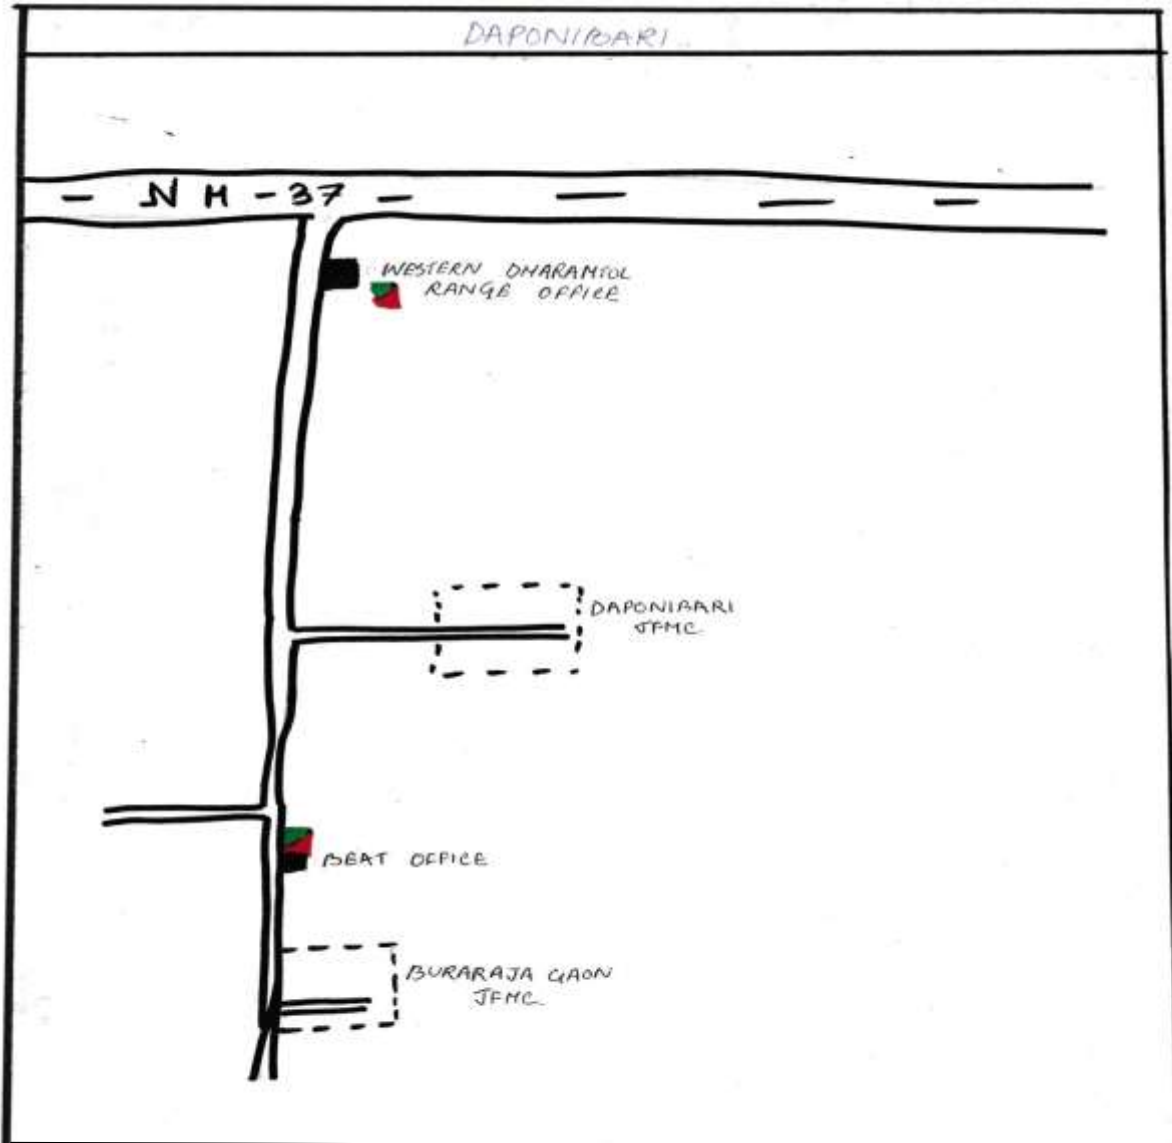 DAPONIBARI
NH-37
WESTERN DHARAMTOL
RANGE OFFICE
DAPONIBARI
JFMC
BEAT OFFICE
BURARAJA GAON
JFMC